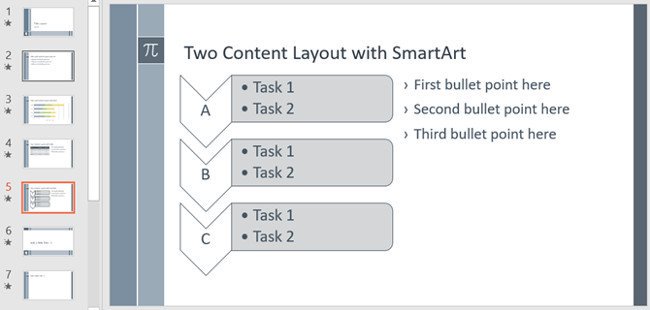 1
2
3
4
5
6
7
π
Two Content Layout with SmartArt
A
• Task 1
• Task 2
B
• Task 1
• Task 2
C
• Task 1
• Task 2
› First bullet point here
› Second bullet point here
› Third bullet point here